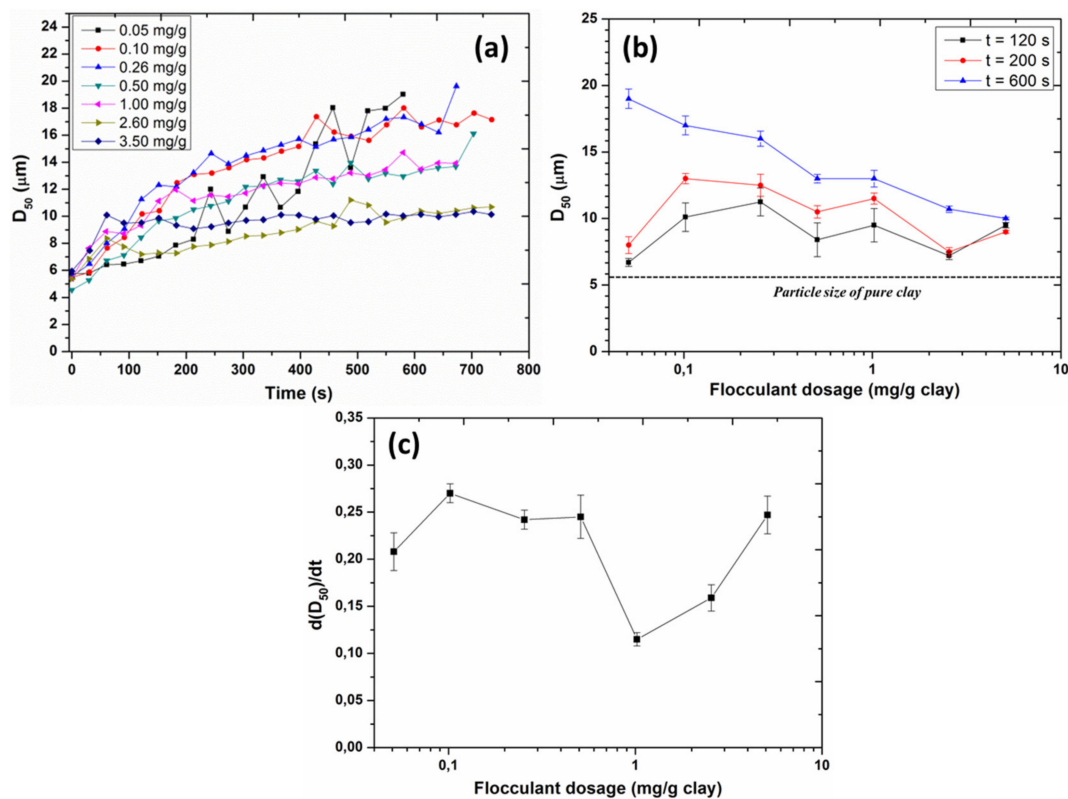 (a)
0.05 mg/g
0.10 mg/g
0.26 mg/g
0.50 mg/g
1.00 mg/g
2.60 mg/g
3.50 mg/g
24
22
20
18
16
14
12
10
8
6
4
2
0
D50 (µm)
0 100 200 300 400 500 600 700 800
Time (s)
(b)
t = 120 s
t = 200 s
t = 600 s
25
20
15
10
5
0
D50 (µm)
Particle size of pure clay
0,1 1 10
Flocculant dosage (mg/g clay)
(c)
0,35
0,30
0,25
0,20
0,15
0,10
0,05
0,00
d(D50)/dt
0,1 1 10
Flocculant dosage (mg/g clay)